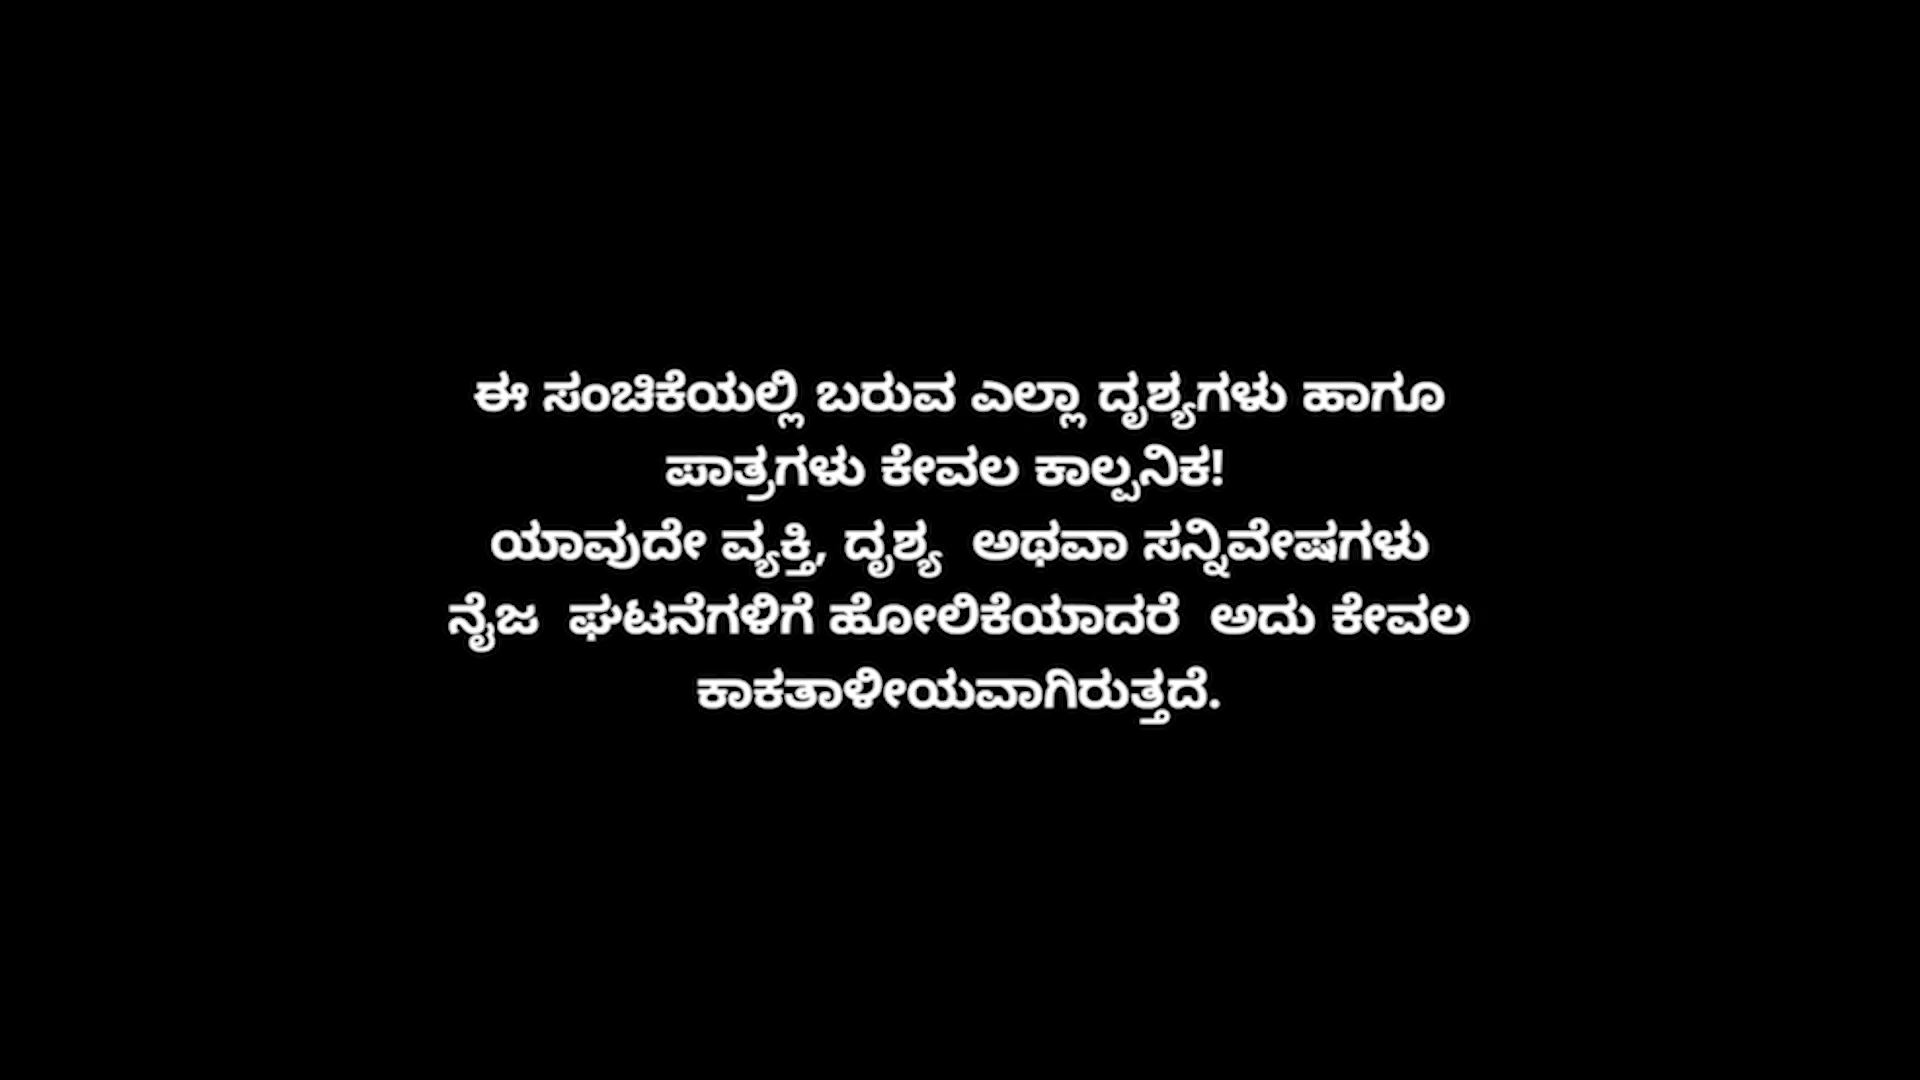 ಈ ಸಂಚಿಕೆಯಲ್ಲಿ ಬರುವ ಎಲ್ಲಾ ದೃಶ್ಯಗಳು ಹಾಗೂ
ಪಾತ್ರಗಳು ಕೇವಲ ಕಾಲ್ಪನಿಕ!
ಯಾವುದೇ ವ್ಯಕ್ತಿ, ದೃಶ್ಯ ಅಥವಾ ಸನ್ನಿವೇಷಗಳು
ನೈಜ ಘಟನೆಗಳಿಗೆ ಹೋಲಿಕೆಯಾದರೆ ಅದು ಕೇವಲ
ಕಾಕತಾಳೀಯವಾಗಿರುತ್ತದೆ.